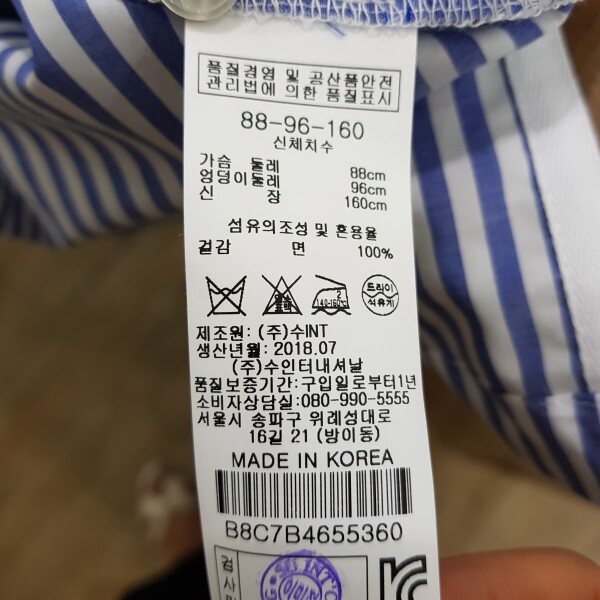 품질경영 및 공산품안전
관리법에 의한 품질표시
88-96-160
신체치수
가슴 둘레 88cm
엉덩이둘레 96cm
신 장 160cm
섬유의조성 및 혼용율
겉감 면 100%
140-160℃
2
드라이
석유계
제조원: (주)수INT
생산년월: 2018.07
(주)수인터내셔날
품질보증기간:구입일로부터1년
소비자상담실:080-990-5555
서울시 송파구 위례성대로
16길 21 (방이동)
MADE IN KOREA
B8C7B4655360
검사